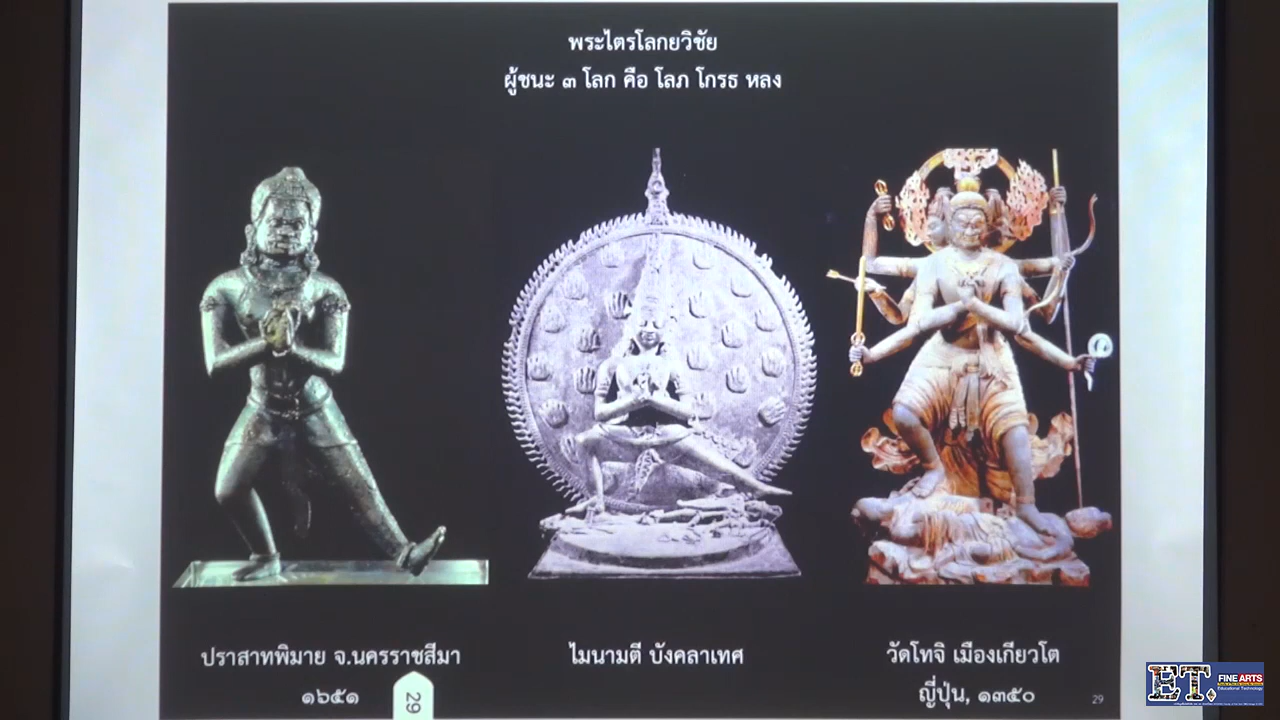 พระไตรโลกยวิชัย
ผู้ชนะ ๓ โลก คือ โลภ โกรธ หลง
ปราสาทพิมาย จ.นครราชสีมา
๑๖๕๑
ไมนามตี บังคลาเทศ
วัดโทจิ เมืองเกียวโต
ญี่ปุ่น, ๑๓๕๐
29
29
ET.
FINE ARTS
Educational Technology